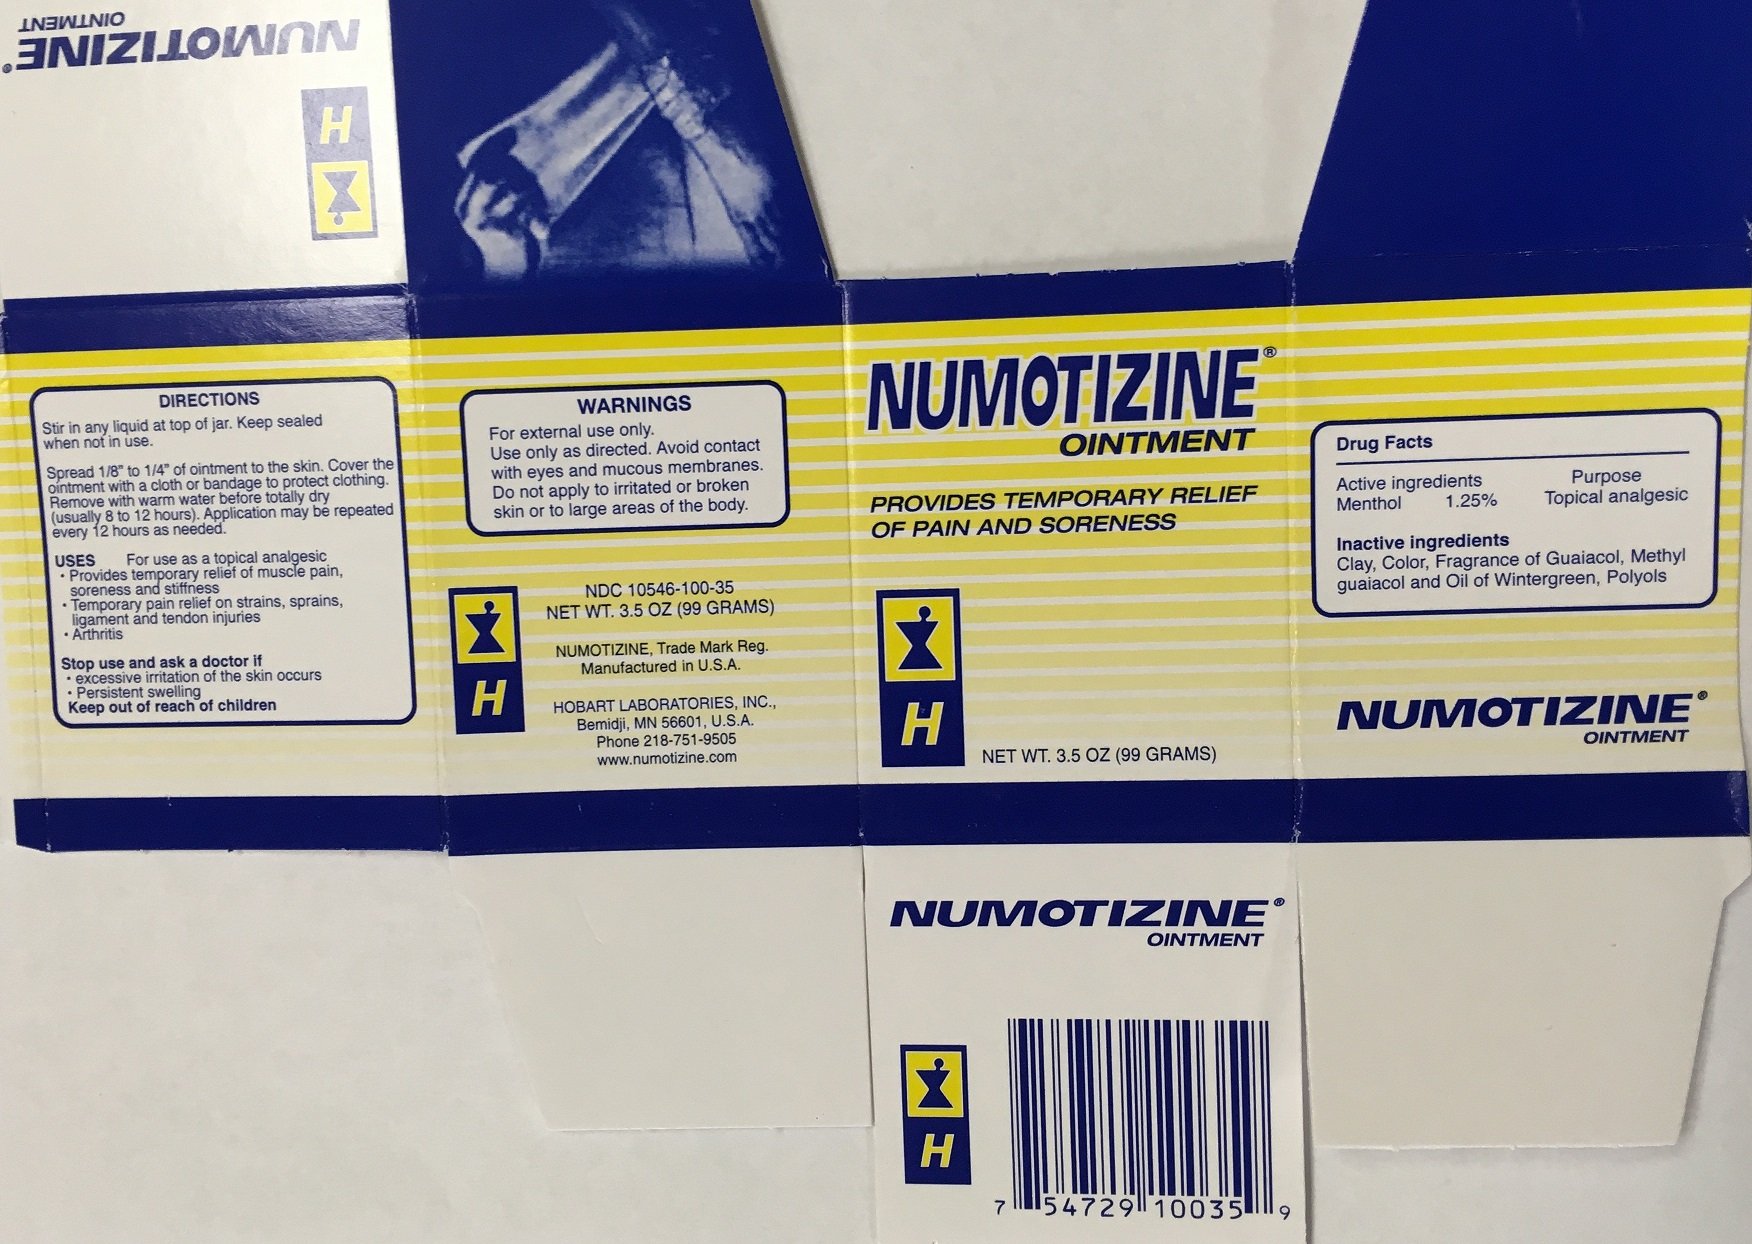 NUMOTIZINE®
OINTMENT
H
DIRECTIONS
Stir in any liquid at top of jar. Keep sealed
when not in use.
Spread 1/8" to 1/4" of ointment to the skin. Cover the
ointment with a cloth or bandage to protect clothing.
Remove with warm water before totally dry
(usually 8 to 12 hours). Application may be repeated
every 12 hours as needed.
USES For use as a topical analgesic
• Provides temporary relief of muscle pain,
soreness and stiffness
• Temporary pain relief on strains, sprains,
ligament and tendon injuries
• Arthritis
Stop use and ask a doctor if
• excessive irritation of the skin occurs
• Persistent swelling
Keep out of reach of children
WARNINGS
For external use only.
Use only as directed. Avoid contact
with eyes and mucous membranes.
Do not apply to irritated or broken
skin or to large areas of the body.
NDC 10546-100-35
NET WT. 3.5 OZ (99 GRAMS)
NUMOTIZINE, Trade Mark Reg.
Manufactured in U.S.A.
H
HOBART LABORATORIES, INC.,
Bemidji, MN 56601, U.S.A.
Phone 218-751-9505
www.numotizine.com
NUMOTIZINE®
OINTMENT
PROVIDES TEMPORARY RELIEF
OF PAIN AND SORENESS
H
NET WT. 3.5 OZ (99 GRAMS)
Drug Facts
Active ingredients Purpose
Menthol 1.25% Topical analgesic
Inactive ingredients
Clay, Color, Fragrance of Guaiacol, Methyl
guaiacol and Oil of Wintergreen, Polyols
NUMOTIZINE®
OINTMENT
NUMOTIZINE®
OINTMENT
H
7 54729 10035 9